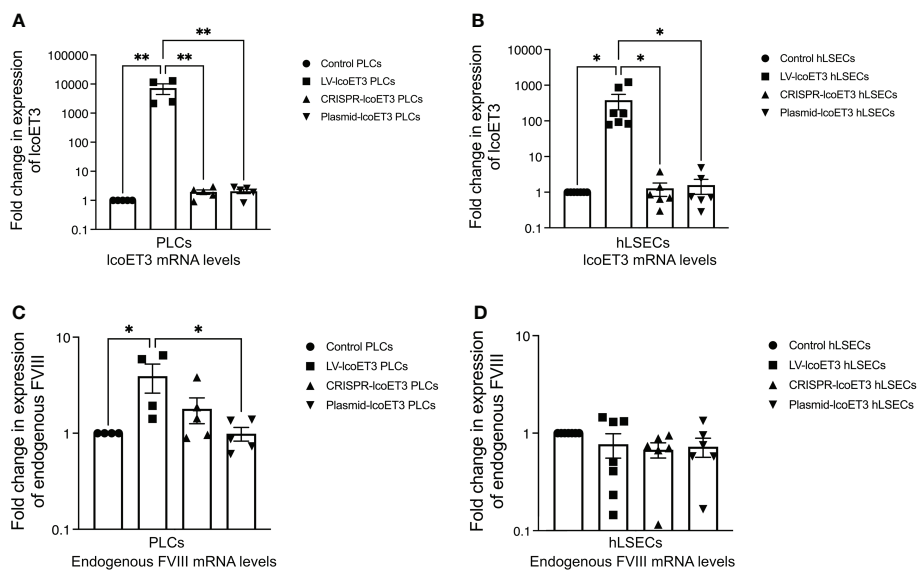 A
Fold change in expression
of lcoET3
100000
10000
1000
100
10
1
0.1
**
**
**
PLCs
lcoET3 mRNA levels
Control PLCs
LV-lcoET3 PLCs
CRISPR-lcoET3 PLCs
Plasmid-lcoET3 PLCs
B
Fold change in expression
of lcoET3
10000
1000
100
10
1
0.1
*
*
*
hLSECs
lcoET3 mRNA levels
Control hLSECs
LV-lcoET3 hLSECs
CRISPR-lcoET3 hLSECs
Plasmid-lcoET3 hLSECs
C
Fold change in expression
of endogenous FVIII
10
1
0.1
*
*
PLCs
Endogenous FVIII mRNA levels
Control PLCs
LV-lcoET3 PLCs
CRISPR-lcoET3 PLCs
Plasmid-lcoET3 PLCs
D
Fold change in expression
of endogenous FVIII
10
1
0.1
hLSECs
Endogenous FVIII mRNA levels
Control hLSECs
LV-lcoET3 hLSECs
CRISPR-lcoET3 hLSECs
Plasmid-lcoET3 hLSECs